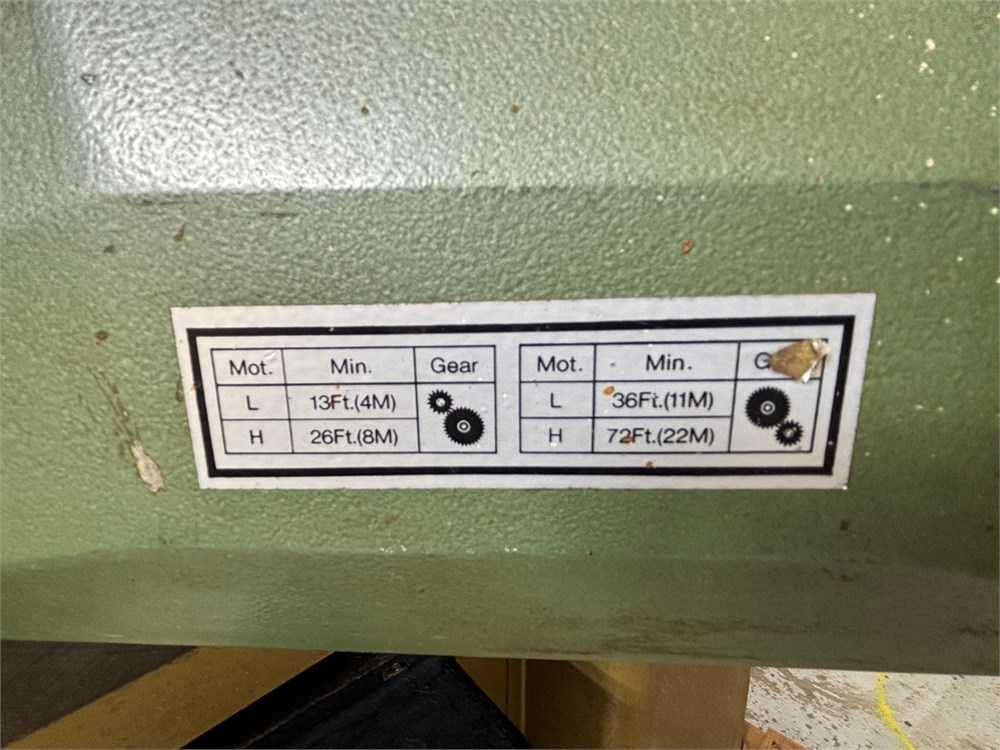 Mot. Min. Gear
L 13Ft.(4M)
H 26Ft.(8M)
Mot. Min.
L 36Ft.(11M)
H 72Ft.(22M)